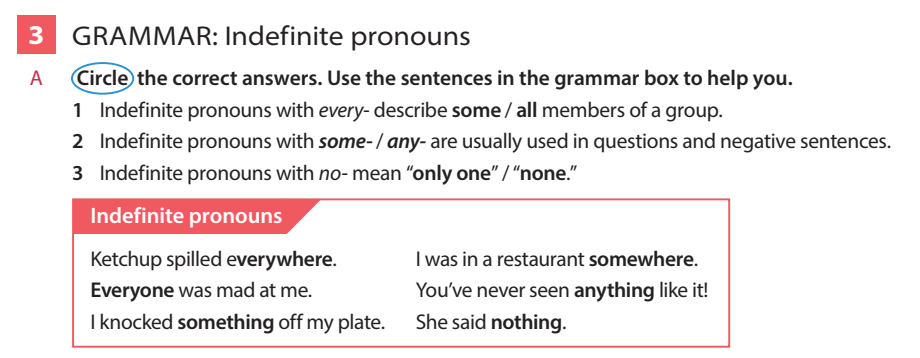 3 GRAMMAR: Indefinite pronouns
A Circle the correct answers. Use the sentences in the grammar box to help you.
1 Indefinite pronouns with every- describe some / all members of a group.
2 Indefinite pronouns with some- / any- are usually used in questions and negative sentences.
3 Indefinite pronouns with no- mean “only one” / “none.”
Indefinite pronouns
Ketchup spilled everywhere.
Everyone was mad at me.
I knocked something off my plate.
I was in a restaurant somewhere.
You’ve never seen anything like it!
She said nothing.